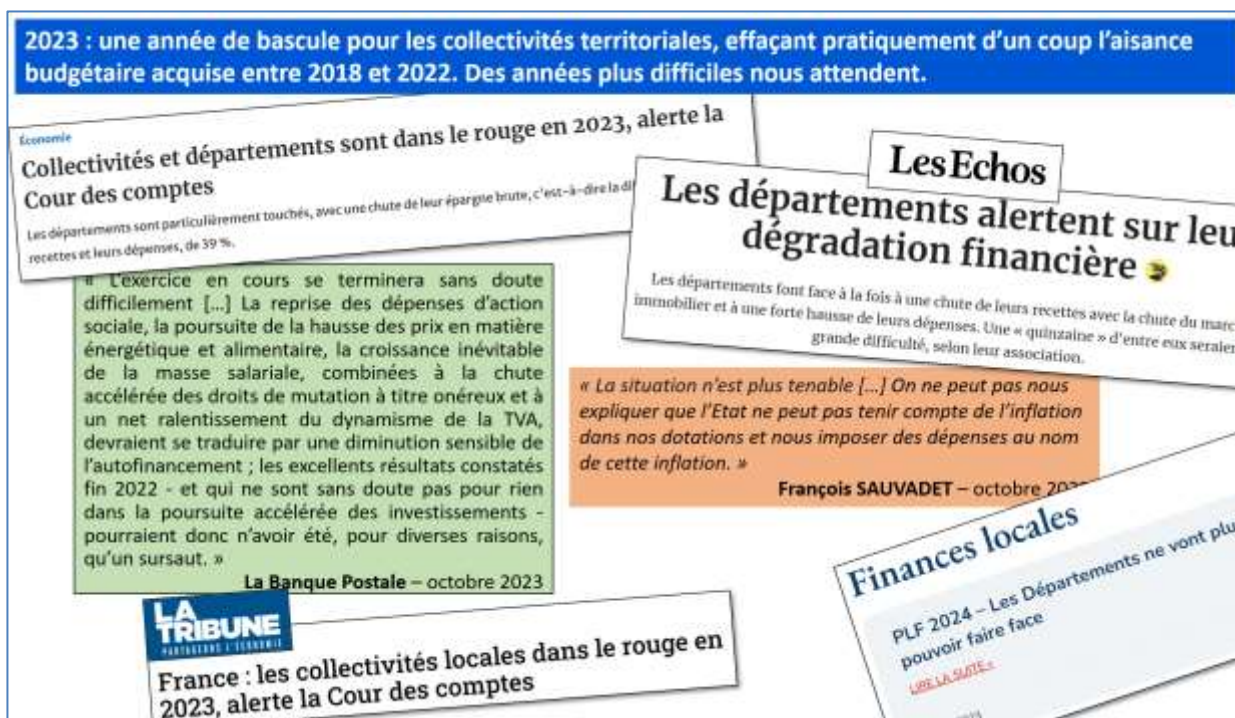 2023 : une année de bascule pour les collectivités territoriales, effaçant pratiquement d'un coup l'aisance
budgétaire acquise entre 2018 et 2022. Des années plus difficiles nous attendent.
Économie
Collectivités et départements sont dans le rouge en 2023, alerte la
Cour des comptes
Les départements sont particulièrement touchés, avec une chute de leur épargne brute, c'est-à-dire la
recettes et leurs dépenses, de 39 %.
Les Echos
Les départements alertent sur leu
dégradation financière
Les départements font face à la fois à une chute de leurs recettes avec la chute du marc
immobilier et à une forte hausse de leurs dépenses. Une « quinzaine » d'entre eux seraien
grande difficulté, selon leur association.
« L'exercice en cours se terminera sans doute
difficilement [...] La reprise des dépenses d'action
sociale, la poursuite de la hausse des prix en matière
énergétique et alimentaire, la croissance inévitable
de la masse salariale, combinées à la chute
accélérée des droits de mutation à titre onéreux et à
un net ralentissement du dynamisme de la TVA,
devraient se traduire par une diminution sensible de
l'autofinancement ; les excellents résultats constatés
fin 2022 - et qui ne sont sans doute pas pour rien
dans la poursuite accélérée des investissements -
pourraient donc n'avoir été, pour diverses raisons,
qu'un sursaut. »
La Banque Postale – octobre 2023
« La situation n'est plus tenable [...] On ne peut pas nous
expliquer que l'Etat ne peut pas tenir compte de l'inflation
dans nos dotations et nous imposer des dépenses au nom
de cette inflation. »
François SAUVADET – octobre
Finances locales
PLF 2024 – Les Départements ne vont plu
pouvoir faire face
LIRE LA SUITE »
LA
TRIBUNE
PARTAGEONS L'ÉCONOMIE
France : les collectivités locales dans le rouge en
2023, alerte la Cour des comptes